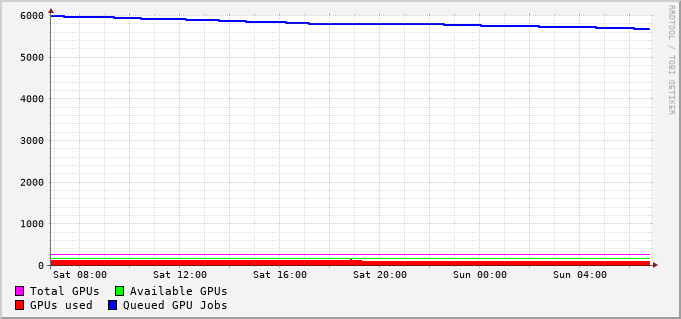 6000
5000
4000
3000
2000
1000
0
Sat 08:00 Sat 12:00 Sat 16:00 Sat 20:00 Sun 00:00 Sun 04:00
Total GPUs Available GPUs
GPUs used Queued GPU Jobs
RRDTOOL / TOBI OETIKER